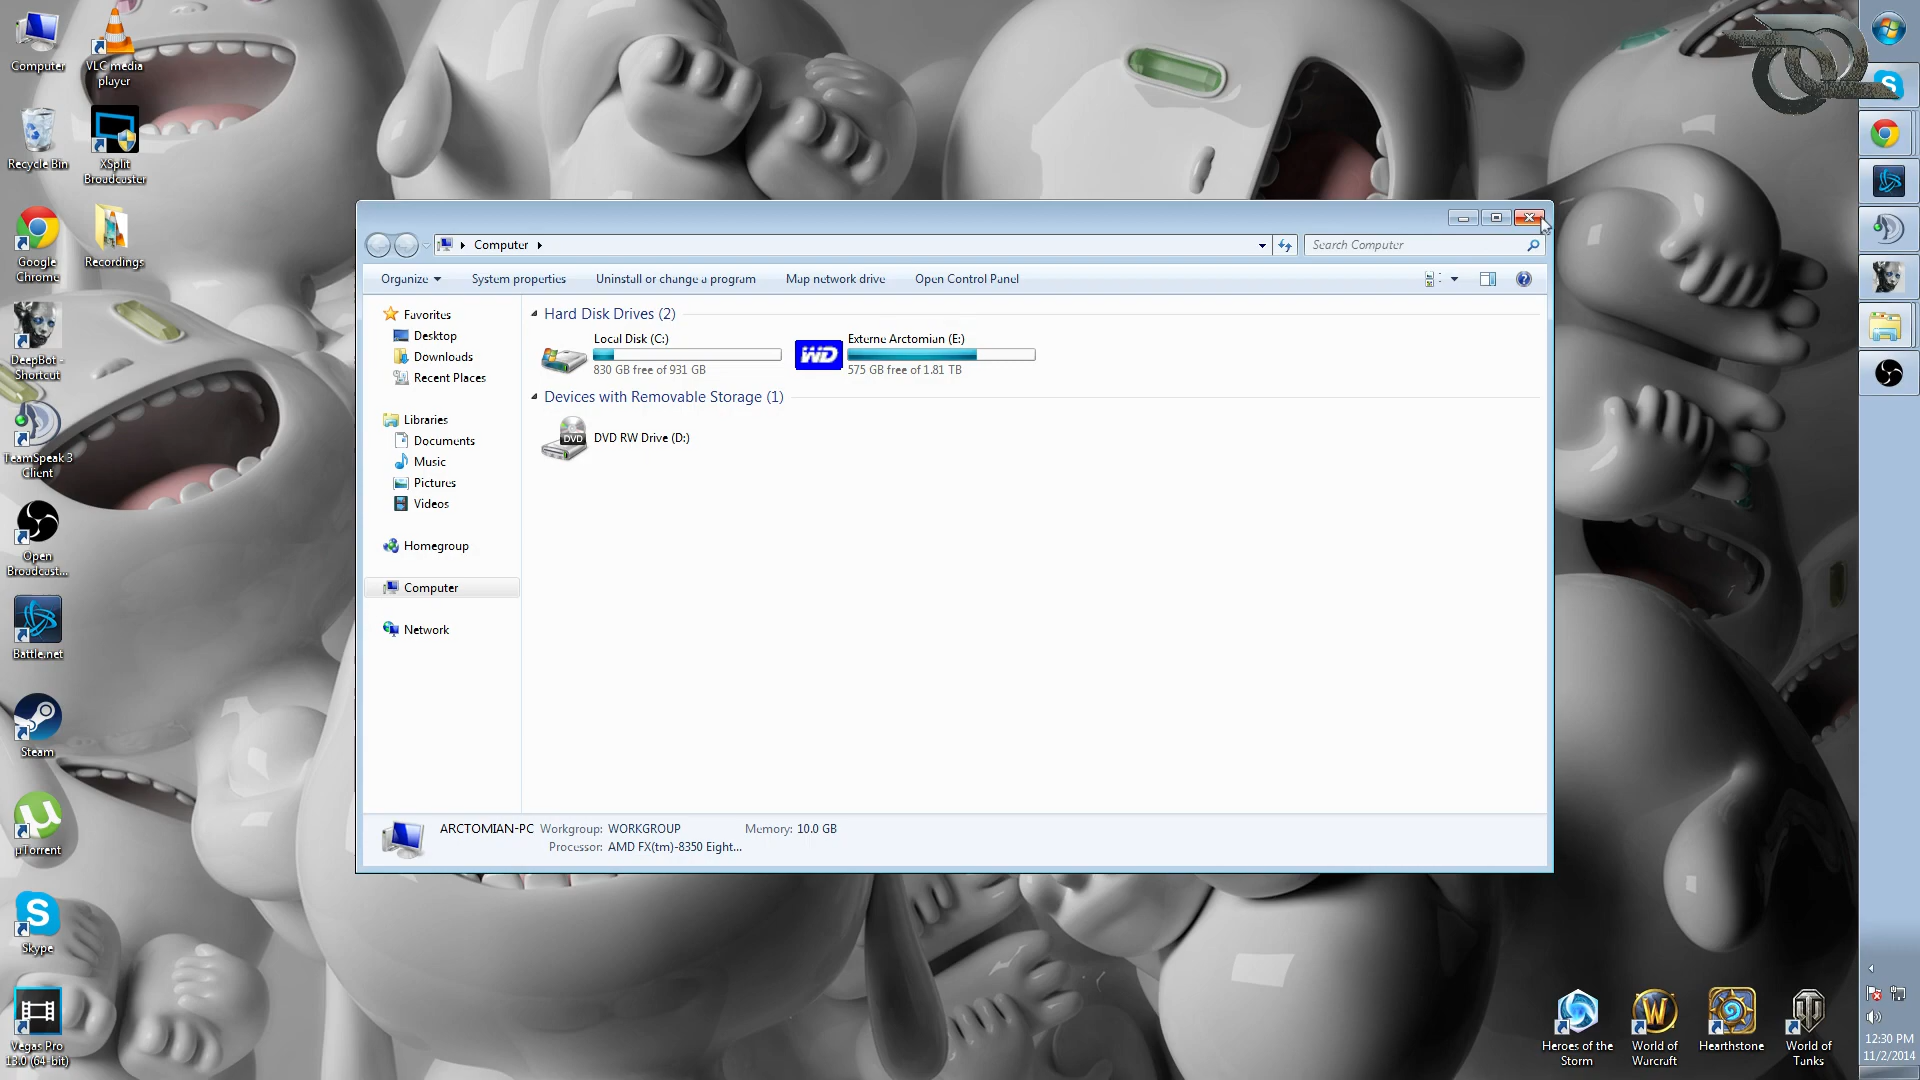 Computer
VLC media
player
Recycle Bin
XSplit
Broadcaster
Google
Chrome
Recordings
DeepBot -
Shortcut
TeamSpeak 3
Client
Open
Broadcast...
Battle.net
Steam
µTorrent
Skype
Vegas Pro
13.0 (64-bit)
Computer
Search Computer
Organize
System properties
Uninstall or change a program
Map network drive
Open Control Panel
Favorites
Desktop
Downloads
Recent Places
Libraries
Documents
Music
Pictures
Videos
Homegroup
Computer
Network
Hard Disk Drives (2)
Local Disk (C:)
830 GB free of 931 GB
WD
Externe Arctomian (E:)
575 GB free of 1.81 TB
Devices with Removable Storage (1)
DVD
DVD RW Drive (D:)
ARCTOMIAN-PC Workgroup: WORKGROUP Memory: 10.0 GB
Processor: AMD FX(tm)-8350 Eight...
Heroes of the
Storm
World of
Warcraft
Hearthstone
World of
Tanks
12:30 PM
11/2/2014